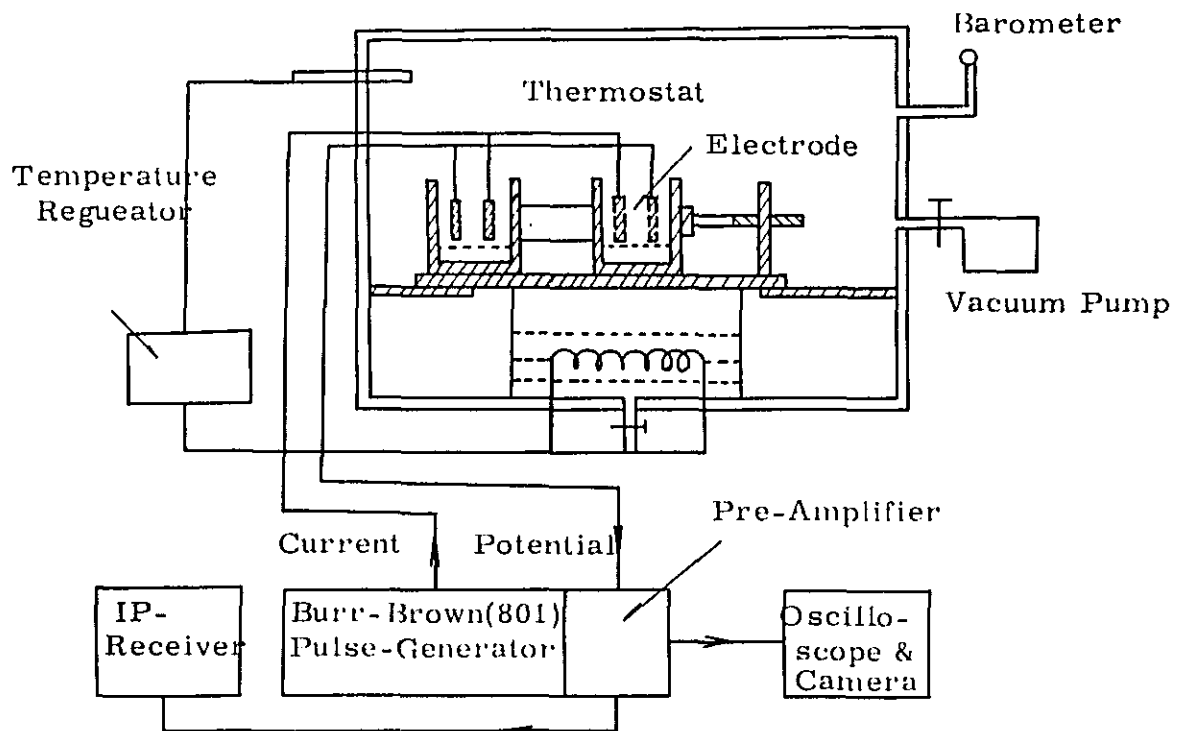 Barometer
Thermostat
Electrode
Temperature
Regueator
Vacuum Pump
Pre-Amplifier
Current
Potential
IP-
Receiver
Burr-Brown(801)
Pulse-Generator
Oscillo-
scope &
Camera